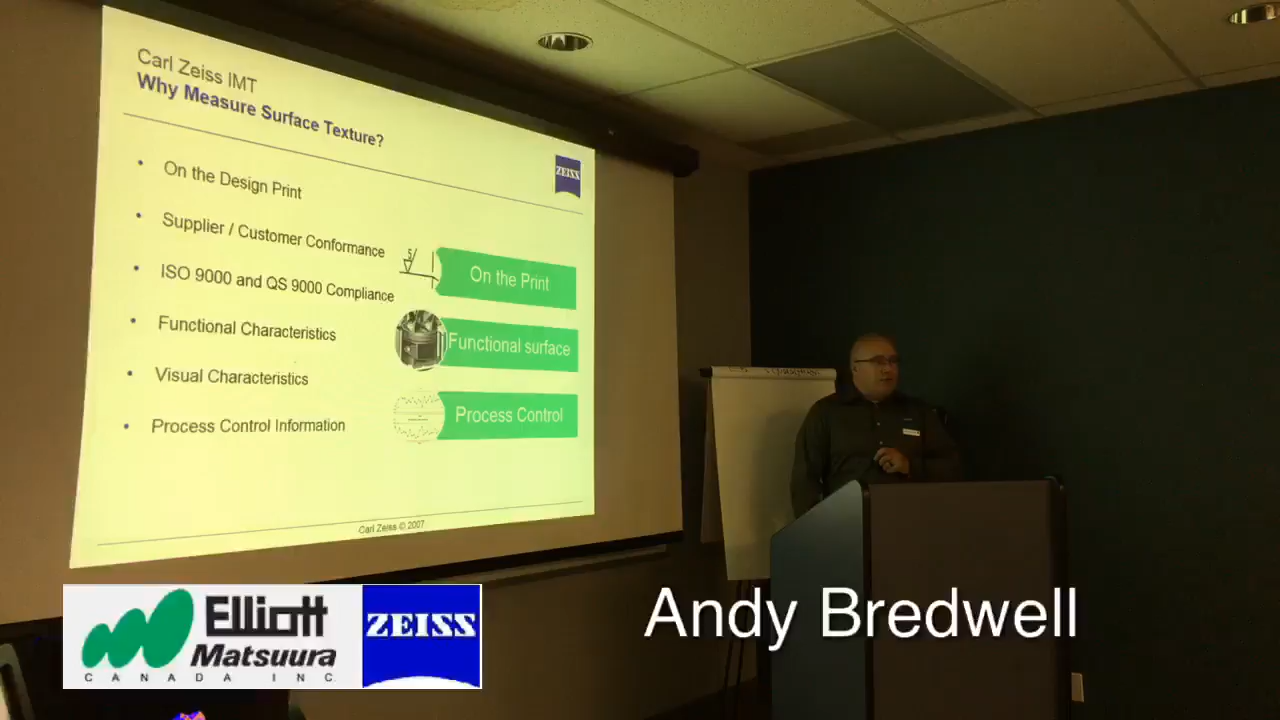 Carl Zeiss IMT
Why Measure Surface Texture?
ZEISS
On the Design Print
Supplier / Customer Conformance
ISO 9000 and QS 9000 Compliance
Functional Characteristics
Visual Characteristics
Process Control Information
On the Print
Functional surface
Process Control
Carl Zeiss © 2007
Elliott
Matsuura
CANADA INC
ZEISS
Andy Bredwell